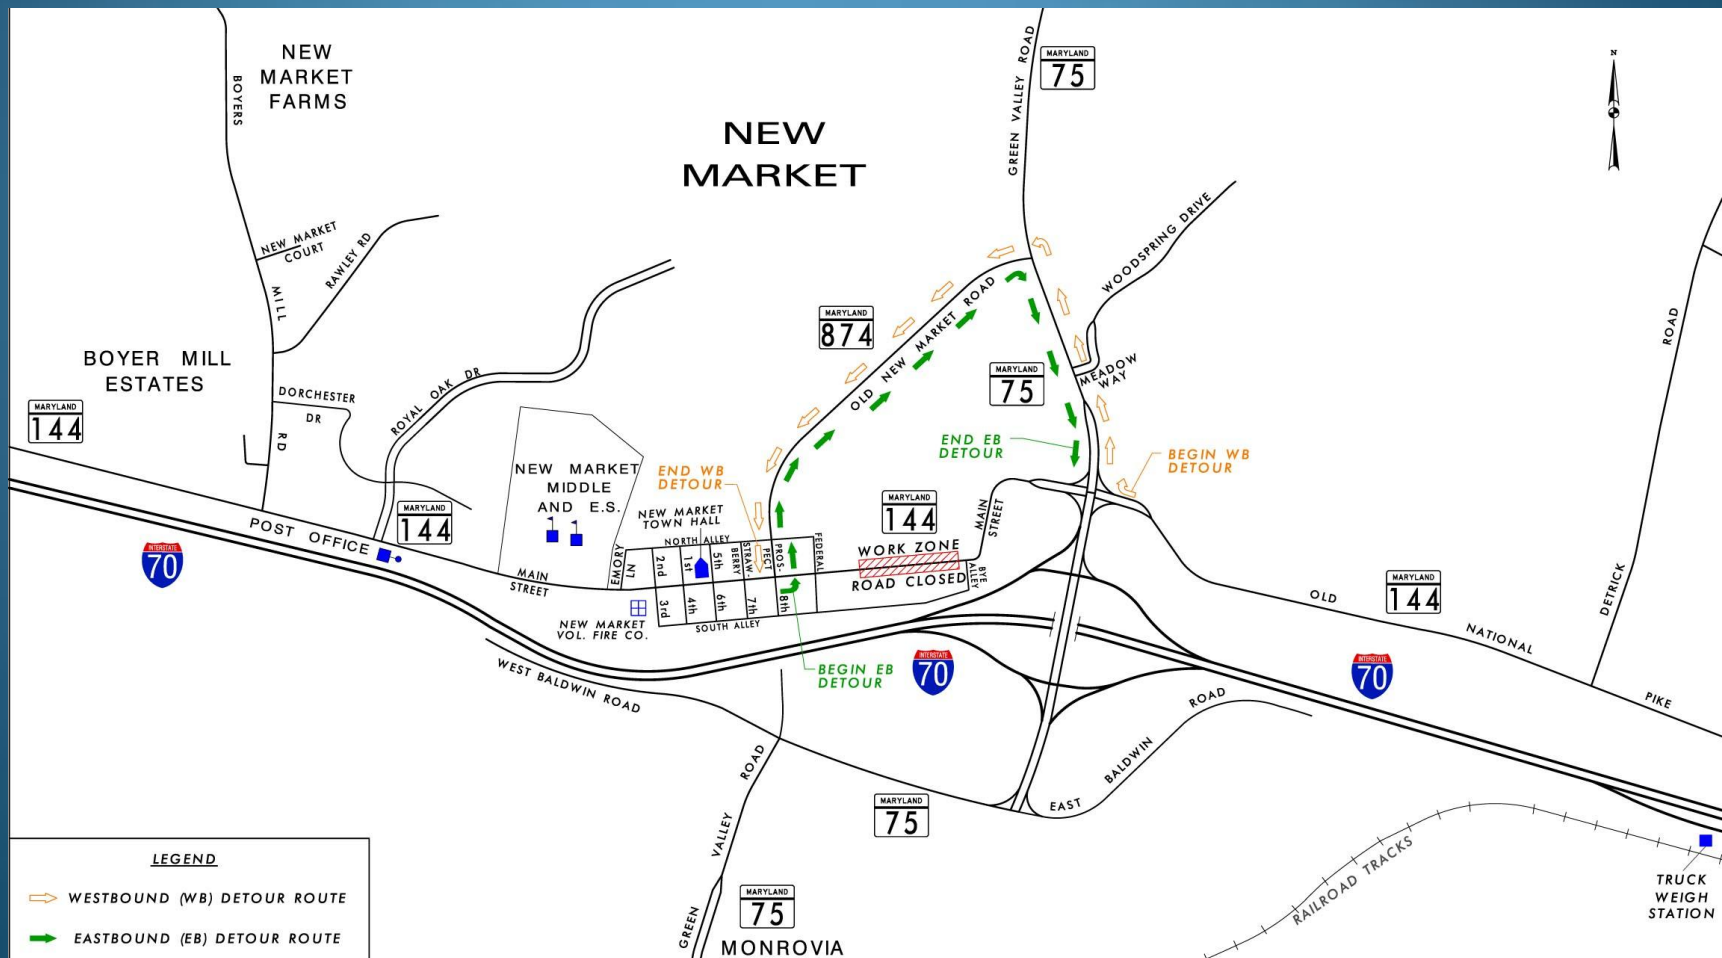 NEW
MARKET
FARMS
BOYERS
MILL
RD
NEW MARKET
COURT
RAWLEY RD
BOYER MILL
ESTATES
DORCHESTER
DR
ROYAL OAK DR
MARYLAND
144
NEW
MARKET
MARYLAND
75
GREEN VALLEY ROAD
N
WOODSPRING DRIVE
MARYLAND
874
OLD NEW MARKET ROAD
MARYLAND
75
MEADOW
WAY
ROAD
DETRICK
END EB
DETOUR
BEGIN WB
DETOUR
END WB
DETOUR
NEW MARKET
MIDDLE
AND E.S.
NEW MARKET
TOWN HALL
MARYLAND
144
MARYLAND
144
MAIN
STREET
POST OFFICE
INTERSTATE
70
MAIN
STREET
EMORY
LN
NORTH ALLEY
2nd
1st
5th
STRAW-
BERRY
PROS-
PECT
FEDERAL
3rd
4th
6th
7th
8th
SOUTH ALLEY
WORK ZONE
ROAD CLOSED
BYE
ALLEY
NEW MARKET
VOL. FIRE CO.
BEGIN EB
DETOUR
INTERSTATE
70
OLD
NATIONAL
PIKE
MARYLAND
144
INTERSTATE
70
WEST BALDWIN ROAD
EAST
BALDWIN
ROAD
MARYLAND
75
GREEN
VALLEY
ROAD
MARYLAND
75
MONROVIA
RAILROAD TRACKS
TRUCK
WEIGH
STATION
LEGEND
WESTBOUND (WB) DETOUR ROUTE
EASTBOUND (EB) DETOUR ROUTE